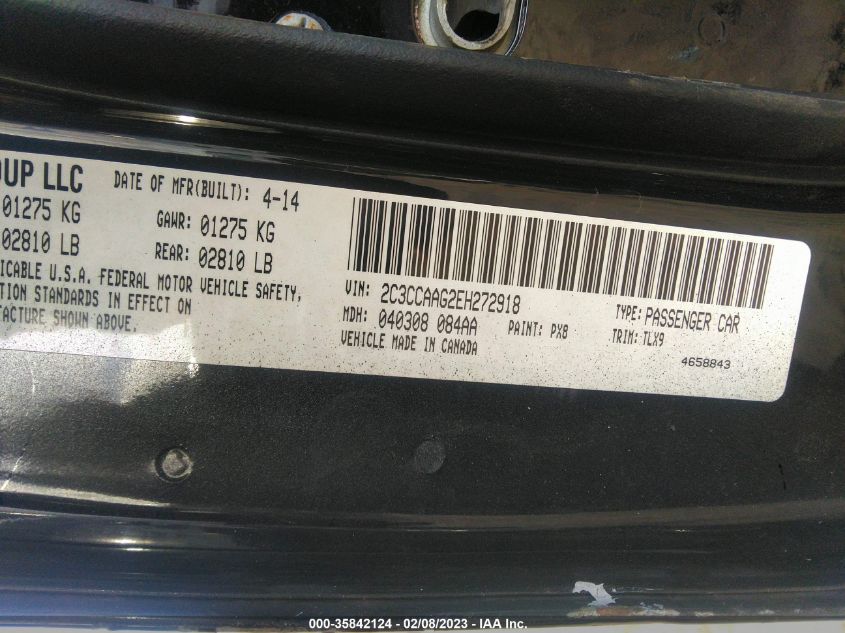 OUP LLC DATE OF MFR(BUILT): 4-14
01275 KG GAWR: 01275 KG
02810 LB REAR: 02810 LB
ICABLE U.S.A. FEDERAL MOTOR VEHICLE SAFETY,
TION STANDARDS IN EFFECT ON
FACTURE SHOWN ABOVE.
VIN: 2C3CCAAG2EH272918 TYPE: PASSENGER CAR
MDH: 040308 084AA PAINT: PX8 TRIM: TLX9
VEHICLE MADE IN CANADA 4658843
000-35842124 | 02/08/2023 - © IAA Inc.